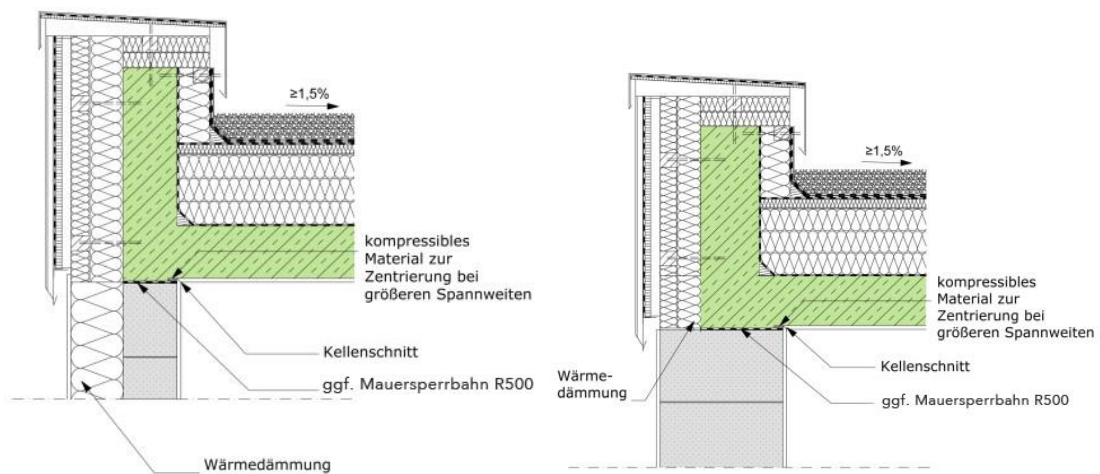 ≥1,5%
kompressibles
Material zur
Zentrierung bei
größeren Spannweiten
Kellenschnitt
ggf. Mauersperrbahn R500
Wärmedämmung
≥1,5%
kompressibles
Material zur
Zentrierung bei
größeren Spannweiten
Wärme-
dämmung
Kellenschnitt
ggf. Mauersperrbahn R500